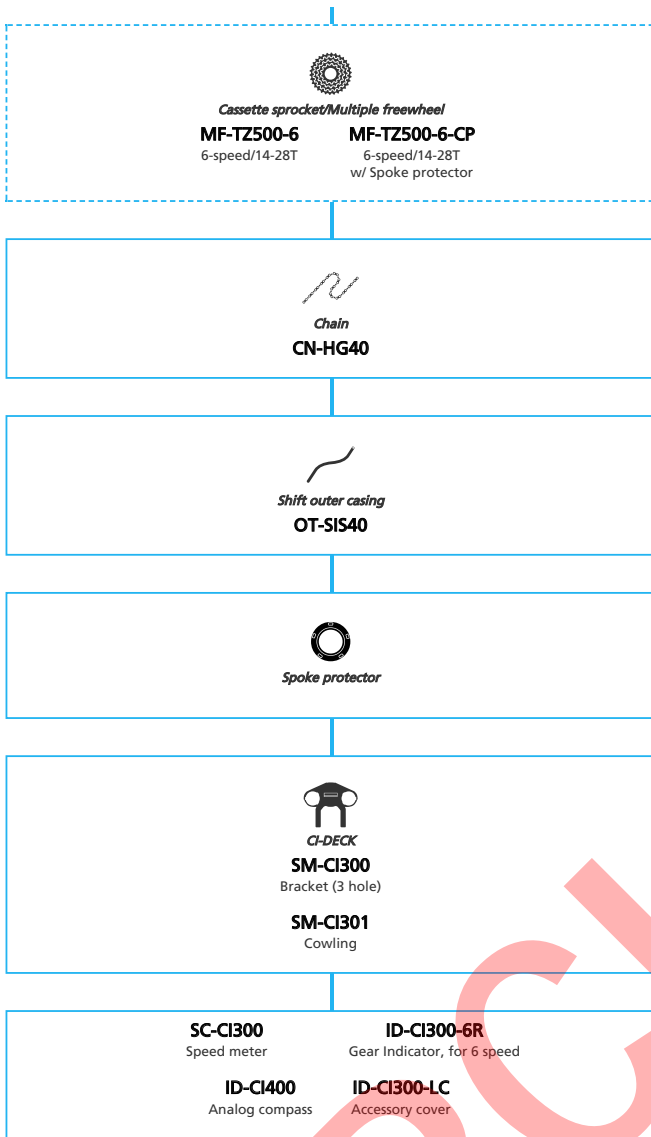 Cassette sprocket/Multiple freewheel
MF-TZ500-6 MF-TZ500-6-CP
6-speed/14-28T 6-speed/14-28T
w/ Spoke protector
Chain
CN-HG40
Shift outer casing
OT-SIS40
Spoke protector
CI-DECK
SM-CI300
Bracket (3 hole)
SM-CI301
Cowling
SC-CI300 ID-CI300-6R
Speed meter Gear Indicator, for 6 speed
ID-CI400 ID-CI300-LC
Analog compass Accessory cover